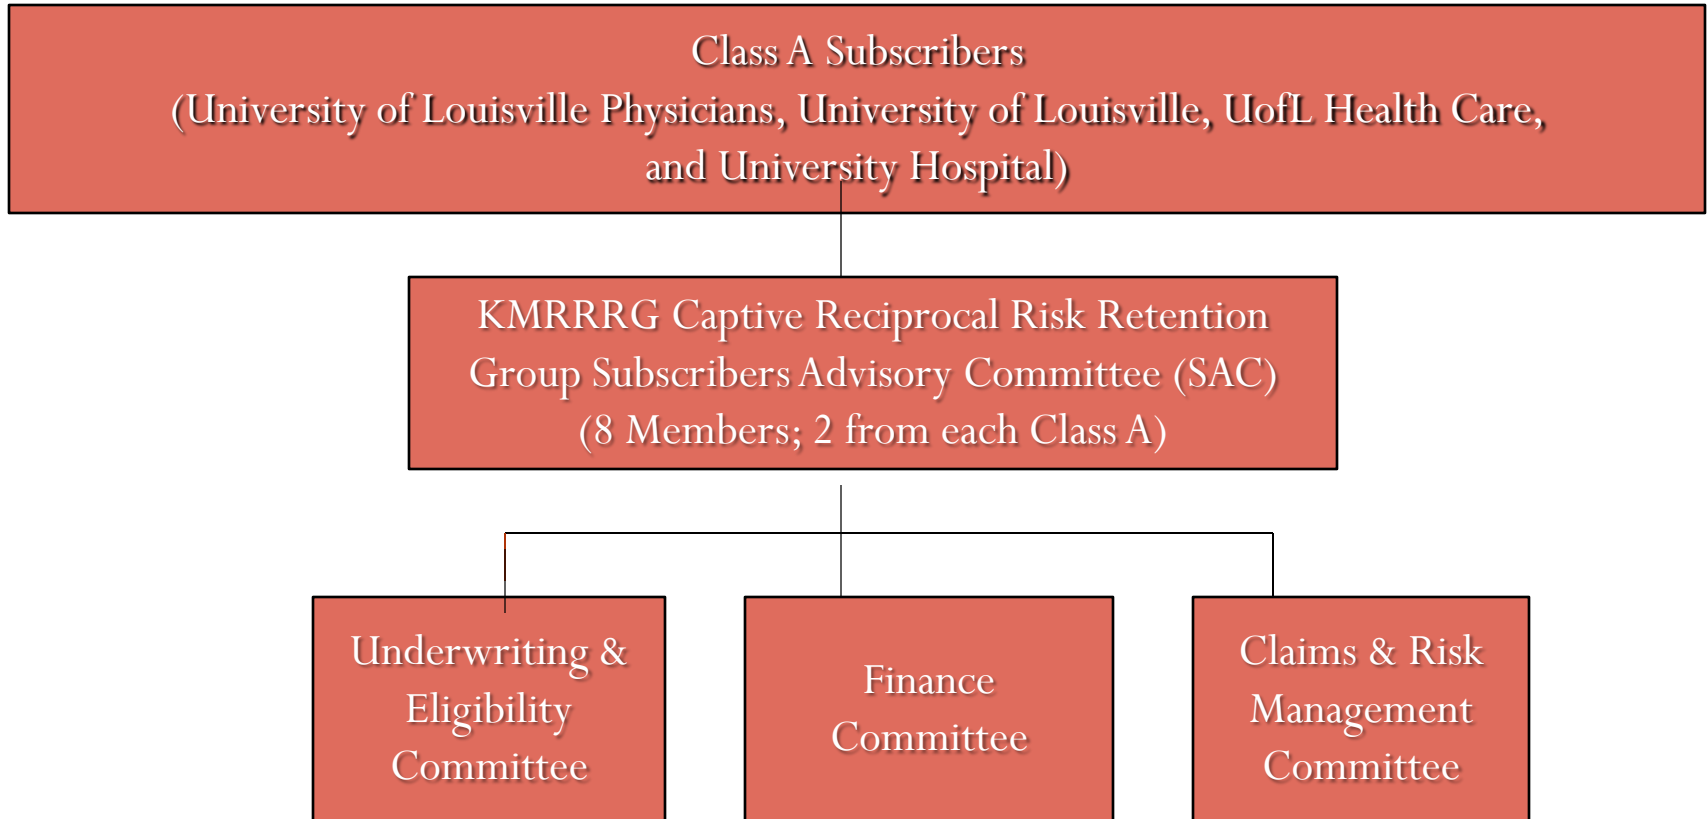 Class A Subscribers
(University of Louisville Physicians, University of Louisville, UofL Health Care,
and University Hospital)
KMRRRG Captive Reciprocal Risk Retention
Group Subscribers Advisory Committee (SAC)
(8 Members; 2 from each Class A)
Underwriting &
Eligibility
Committee
Finance
Committee
Claims & Risk
Management
Committee